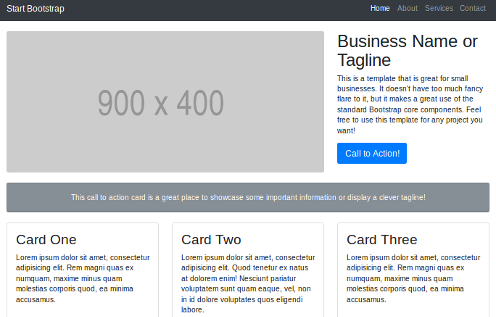 Start Bootstrap
Home About Services Contact
900 x 400
Business Name or
Tagline
This is a template that is great for small
businesses. It doesn't have too much fancy
flare to it, but it makes a great use of the
standard Bootstrap core components. Feel
free to use this template for any project you
want!
Call to Action!
This call to action card is a great place to showcase some important information or display a clever tagline!
Card One
Lorem ipsum dolor sit amet, consectetur
adipisicing elit. Rem magni quas ex
numquam, maxime minus quam
molestias corporis quod, ea minima
accusamus.
Card Two
Lorem ipsum dolor sit amet, consectetur
adipisicing elit. Quod tenetur ex natus
at dolorem enim! Nesciunt pariatur
voluptatem sunt quam eaque, vel, non
in id dolore voluptates quos eligendi
labore.
Card Three
Lorem ipsum dolor sit amet, consectetur
adipisicing elit. Rem magni quas ex
numquam, maxime minus quam
molestias corporis quod, ea minima
accusamus.